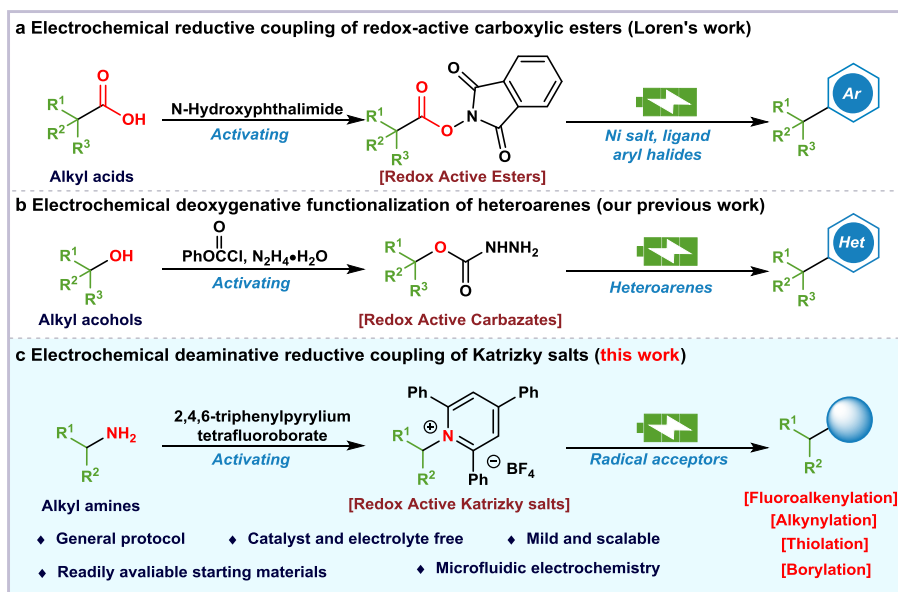 a Electrochemical reductive coupling of redox-active carboxylic esters (Loren's work)
R¹ R² R³ O OH
Alkyl acids
N-Hydroxyphthalimide
Activating
R¹ R² R³ O O N O O
[Redox Active Esters]
Ni salt, ligand
aryl halides
R¹ R² R³ Ar
b Electrochemical deoxygenative functionalization of heteroarenes (our previous work)
R¹ R² R³ OH
Alkyl acohols
O
PhOCCl, N₂H₄•H₂O
Activating
R¹ R² R³ O O NHNH₂
[Redox Active Carbazates]
Heteroarenes
R¹ R² R³ Het
c Electrochemical deaminative reductive coupling of Katrizky salts (this work)
R¹ R² NH₂
Alkyl amines
2,4,6-triphenylpyrylium
tetrafluoroborate
Activating
Ph Ph Ph N + R¹ R² − BF₄
[Redox Active Katrizky salts]
Radical acceptors
R¹ R²
[Fluoroalkenylation]
[Alkynylation]
[Thiolation]
[Borylation]
♦ General protocol ♦ Catalyst and electrolyte free ♦ Mild and scalable
♦ Readily avaliable starting materials ♦ Microfluidic electrochemistry